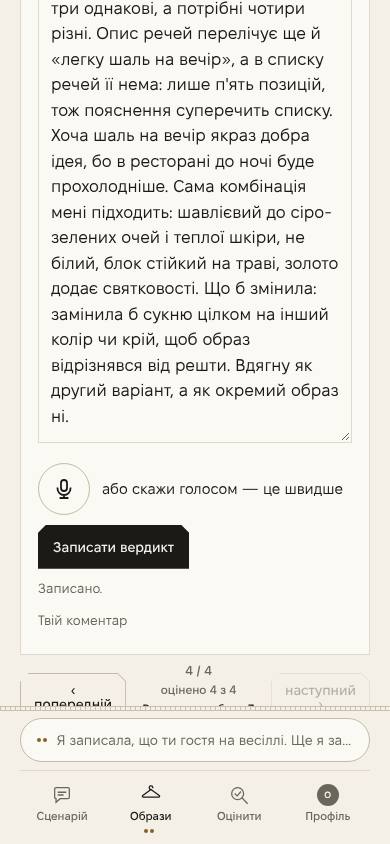 три однакові, а потрібні чотири
різні. Опис речей перелічує ще й
«легку шаль на вечір», а в списку
речей її нема: лише п'ять позицій,
тож пояснення суперечить списку.
Хоча шаль на вечір якраз добра
ідея, бо в ресторані до ночі буде
прохолодніше. Сама комбінація
мені підходить: шавлієвий до сіро-
зелених очей і теплої шкіри, не
білий, блок стійкий на траві, золото
додає святковості. Що б змінила:
замінила б сукню цілком на інший
колір чи крій, щоб образ
відрізнявся від решти. Вдягну як
другий варіант, а як окремий образ
ні.
або скажи голосом — це швидше
Записати вердикт
Записано.
Твій коментар
4 / 4
‹
попередній
оцінено 4 з 4
наступний
Я записала, що ти гостя на весіллі. Ще я за...
Сценарій
Образи
Оцінити
О
Профіль